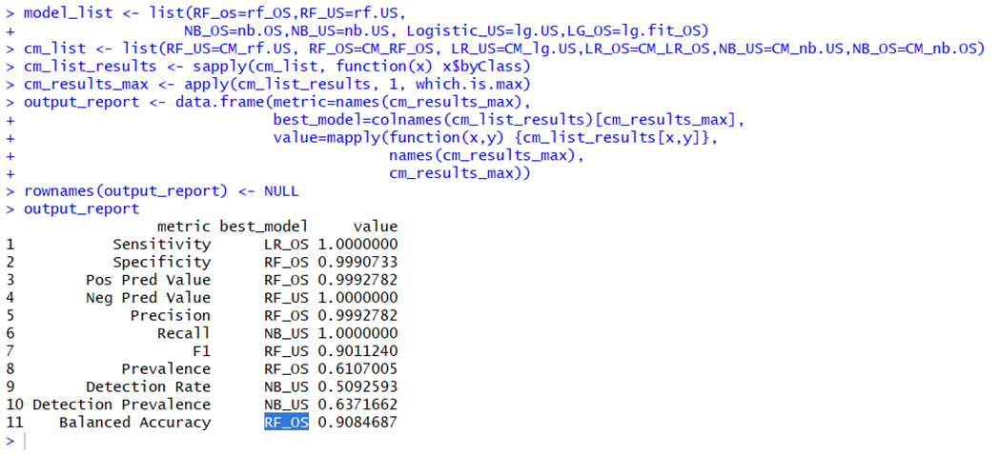 > model_list <- list(RF_os=rf_OS,RF_US=rf.US,
+ NB_OS=nb.OS,NB_US=nb.US, Logistic_US=lg.US,LG_OS=lg.fit_OS)
> cm_list <- list(RF_US=CM_rf.US, RF_OS=CM_RF_OS, LR_US=CM_lg.US,LR_OS=CM_LR_OS,NB_US=CM_nb.US,NB_OS=CM_nb.OS)
> cm_list_results <- sapply(cm_list, function(x) x$byClass)
> cm_results_max <- apply(cm_list_results, 1, which.is.max)
> output_report <- data.frame(metric=names(cm_results_max),
+ best_model=colnames(cm_list_results)[cm_results_max],
+ value=mapply(function(x,y) {cm_list_results[x,y]},
+ names(cm_results_max),
+ cm_results_max))
> rownames(output_report) <- NULL
> output_report
metric best_model value
1 Sensitivity LR_OS 1.0000000
2 Specificity RF_OS 0.9990733
3 Pos Pred Value RF_OS 0.9992782
4 Neg Pred Value RF_US 1.0000000
5 Precision RF_OS 0.9992782
6 Recall NB_US 1.0000000
7 F1 RF_US 0.9011240
8 Prevalence RF_OS 0.6107005
9 Detection Rate NB_US 0.5092593
10 Detection Prevalence NB_US 0.6371662
11 Balanced Accuracy RF_OS 0.9084687
>